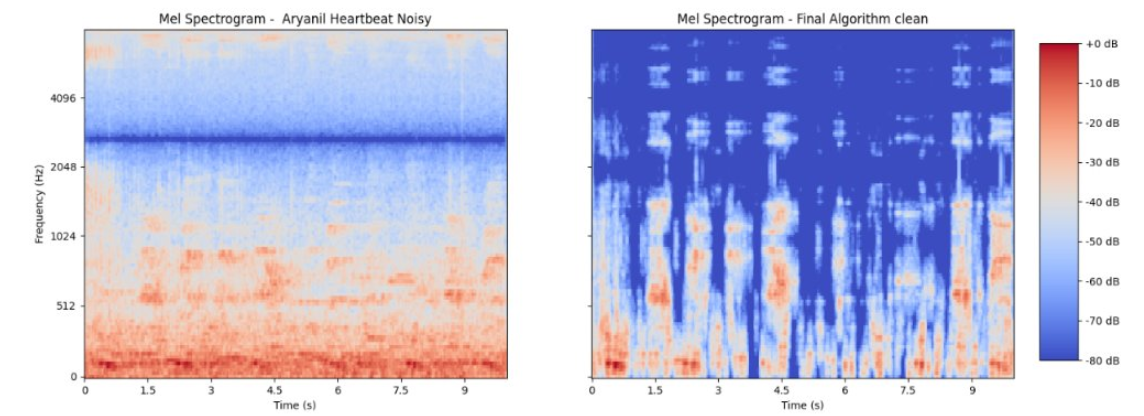 Mel Spectrogram -  Aryanil Heartbeat Noisy
Mel Spectrogram - Final Algorithm clean
Frequency (Hz)
4096
2048
1024
512
0
0 1.5 3 4.5 6 7.5 9
Time (s)
0 1.5 3 4.5 6 7.5 9
Time (s)
+0 dB
-10 dB
-20 dB
-30 dB
-40 dB
-50 dB
-60 dB
-70 dB
-80 dB